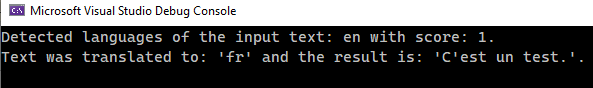 Microsoft Visual Studio Debug Console
Detected languages of the input text: en with score: 1.
Text was translated to: 'fr' and the result is: 'C'est un test.'.